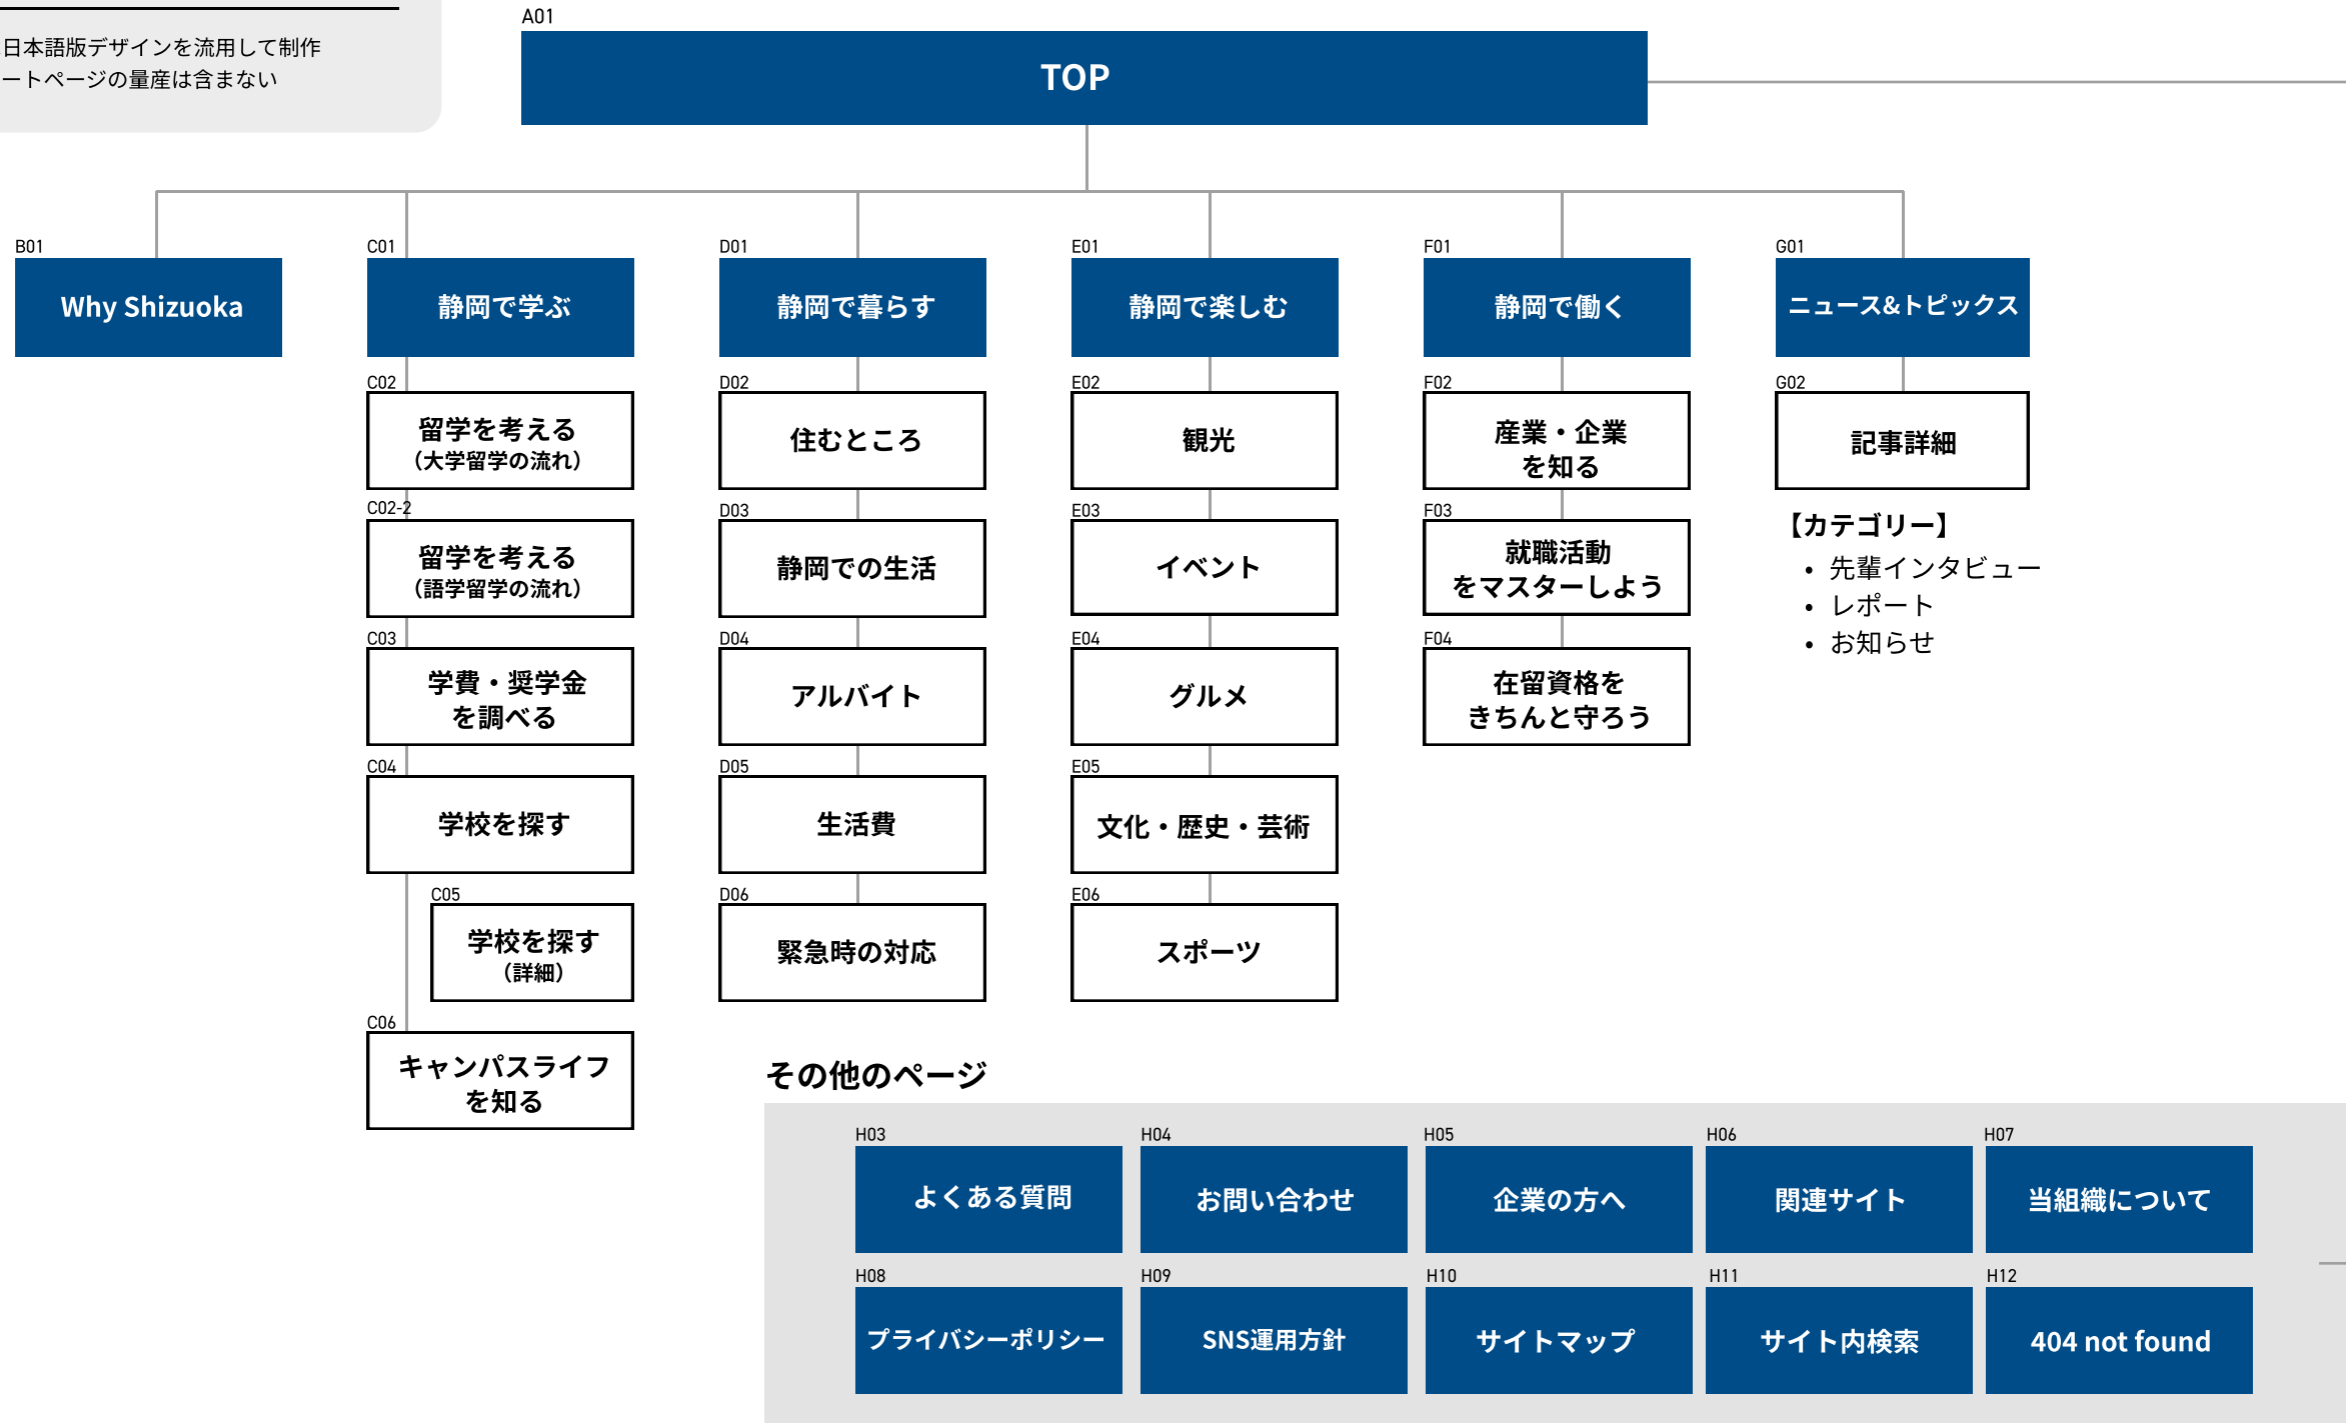 日本語版デザインを流用して制作
ートページの量産は含まない
A01
TOP
B01
Why Shizuoka
C01
静岡で学ぶ
C02
留学を考える
（大学留学の流れ）
C02-2
留学を考える
（語学留学の流れ）
C03
学費・奨学金
を調べる
C04
学校を探す
C05
学校を探す
（詳細）
C06
キャンパスライフ
を知る
D01
静岡で暮らす
D02
住むところ
D03
静岡での生活
D04
アルバイト
D05
生活費
D06
緊急時の対応
E01
静岡で楽しむ
E02
観光
E03
イベント
E04
グルメ
E05
文化・歴史・芸術
E06
スポーツ
F01
静岡で働く
F02
産業・企業
を知る
F03
就職活動
をマスターしよう
F04
在留資格を
きちんと守ろう
G01
ニュース&トピックス
G02
記事詳細
【カテゴリー】
• 先輩インタビュー
• レポート
• お知らせ
その他のページ
H03
よくある質問
H04
お問い合わせ
H05
企業の方へ
H06
関連サイト
H07
当組織について
H08
プライバシーポリシー
H09
SNS運用方針
H10
サイトマップ
H11
サイト内検索
H12
404 not found